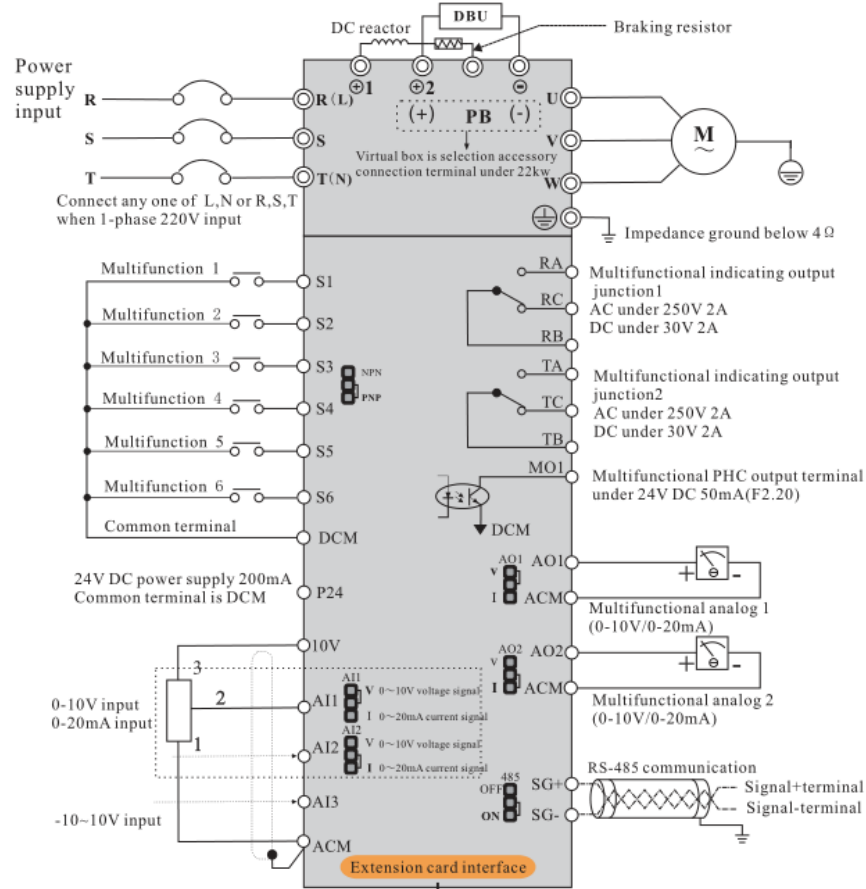 DBU
DC reactor
Braking resistor
Power
supply
input
R
S
T
R(L)
S
T(N)
⊕1
⊕2
⊖
(+) PB (-)
Virtual box is selection accessory
connection terminal under 22kw
U
V
W
M
~
Connect any one of L,N or R,S,T
when 1-phase 220V input
Impedance ground below 4Ω
Multifunction 1
S1
Multifunction 2
S2
Multifunction 3
S3
Multifunction 4
S4
Multifunction 5
S5
Multifunction 6
S6
Common terminal
DCM
NPN
PNP
RA
RC
RB
Multifunctional indicating output
junction1
AC under 250V 2A
DC under 30V 2A
TA
TC
TB
Multifunctional indicating output
junction2
AC under 250V 2A
DC under 30V 2A
MO1
Multifunctional PHC output terminal
under 24V DC 50mA(F2.20)
DCM
24V DC power supply 200mA
Common terminal is DCM
P24
AO1
V
I
AO1
ACM
+ -
Multifunctional analog 1
(0-10V/0-20mA)
AO2
V
I
AO2
ACM
+ -
Multifunctional analog 2
(0-10V/0-20mA)
10V
3
2
1
0-10V input
0-20mA input
AI1
AI1
V 0~10V voltage signal
I 0~20mA current signal
AI2
AI2
V 0~10V voltage signal
I 0~20mA current signal
AI3
-10~10V input
ACM
485
OFF
ON
SG+
SG-
RS-485 communication
Signal+terminal
Signal-terminal
Extension card interface